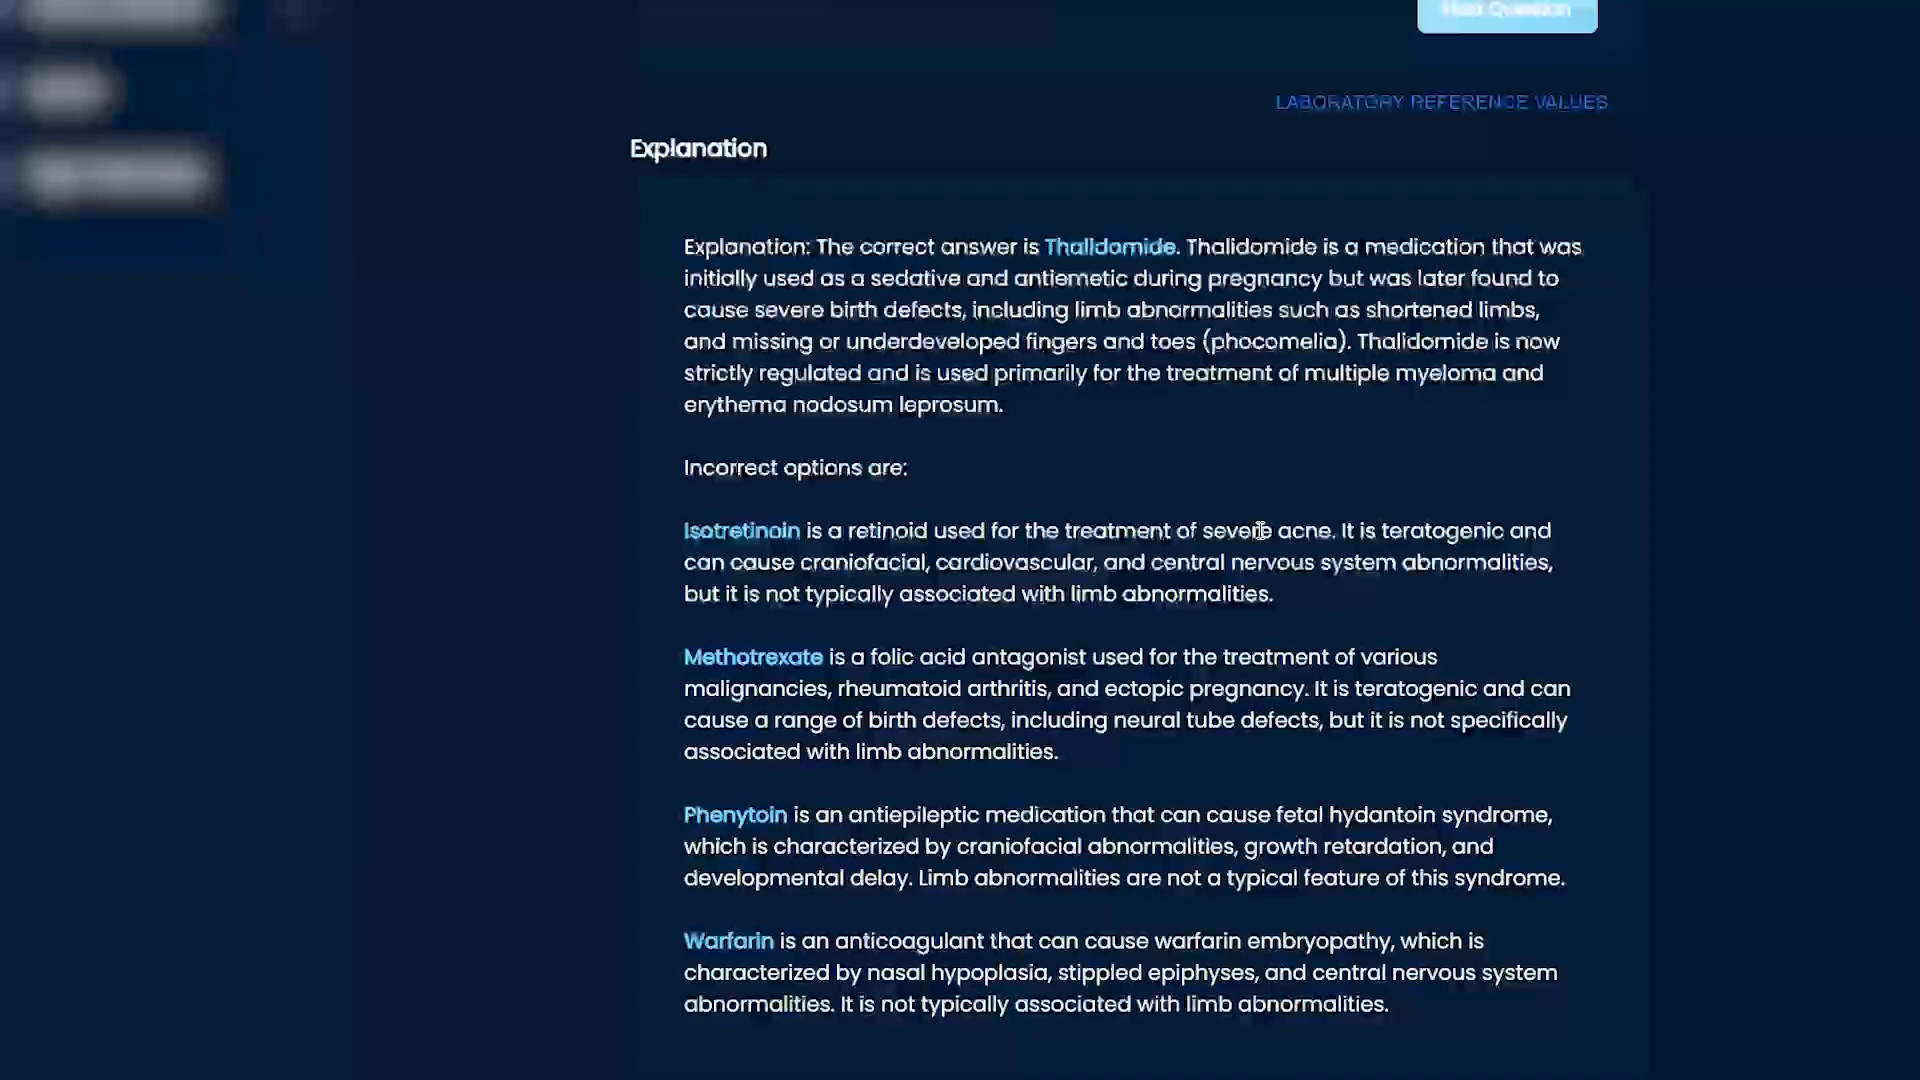 Next Question
LABORATORY REFERENCE VALUES
Explanation
Explanation: The correct answer is Thalidomide. Thalidomide is a medication that was
initially used as a sedative and antiemetic during pregnancy but was later found to
cause severe birth defects, including limb abnormalities such as shortened limbs,
and missing or underdeveloped fingers and toes (phocomelia). Thalidomide is now
strictly regulated and is used primarily for the treatment of multiple myeloma and
erythema nodosum leprosum.
Incorrect options are:
Isotretinoin is a retinoid used for the treatment of severe acne. It is teratogenic and
can cause craniofacial, cardiovascular, and central nervous system abnormalities,
but it is not typically associated with limb abnormalities.
Methotrexate is a folic acid antagonist used for the treatment of various
malignancies, rheumatoid arthritis, and ectopic pregnancy. It is teratogenic and can
cause a range of birth defects, including neural tube defects, but it is not specifically
associated with limb abnormalities.
Phenytoin is an antiepileptic medication that can cause fetal hydantoin syndrome,
which is characterized by craniofacial abnormalities, growth retardation, and
developmental delay. Limb abnormalities are not a typical feature of this syndrome.
Warfarin is an anticoagulant that can cause warfarin embryopathy, which is
characterized by nasal hypoplasia, stippled epiphyses, and central nervous system
abnormalities. It is not typically associated with limb abnormalities.